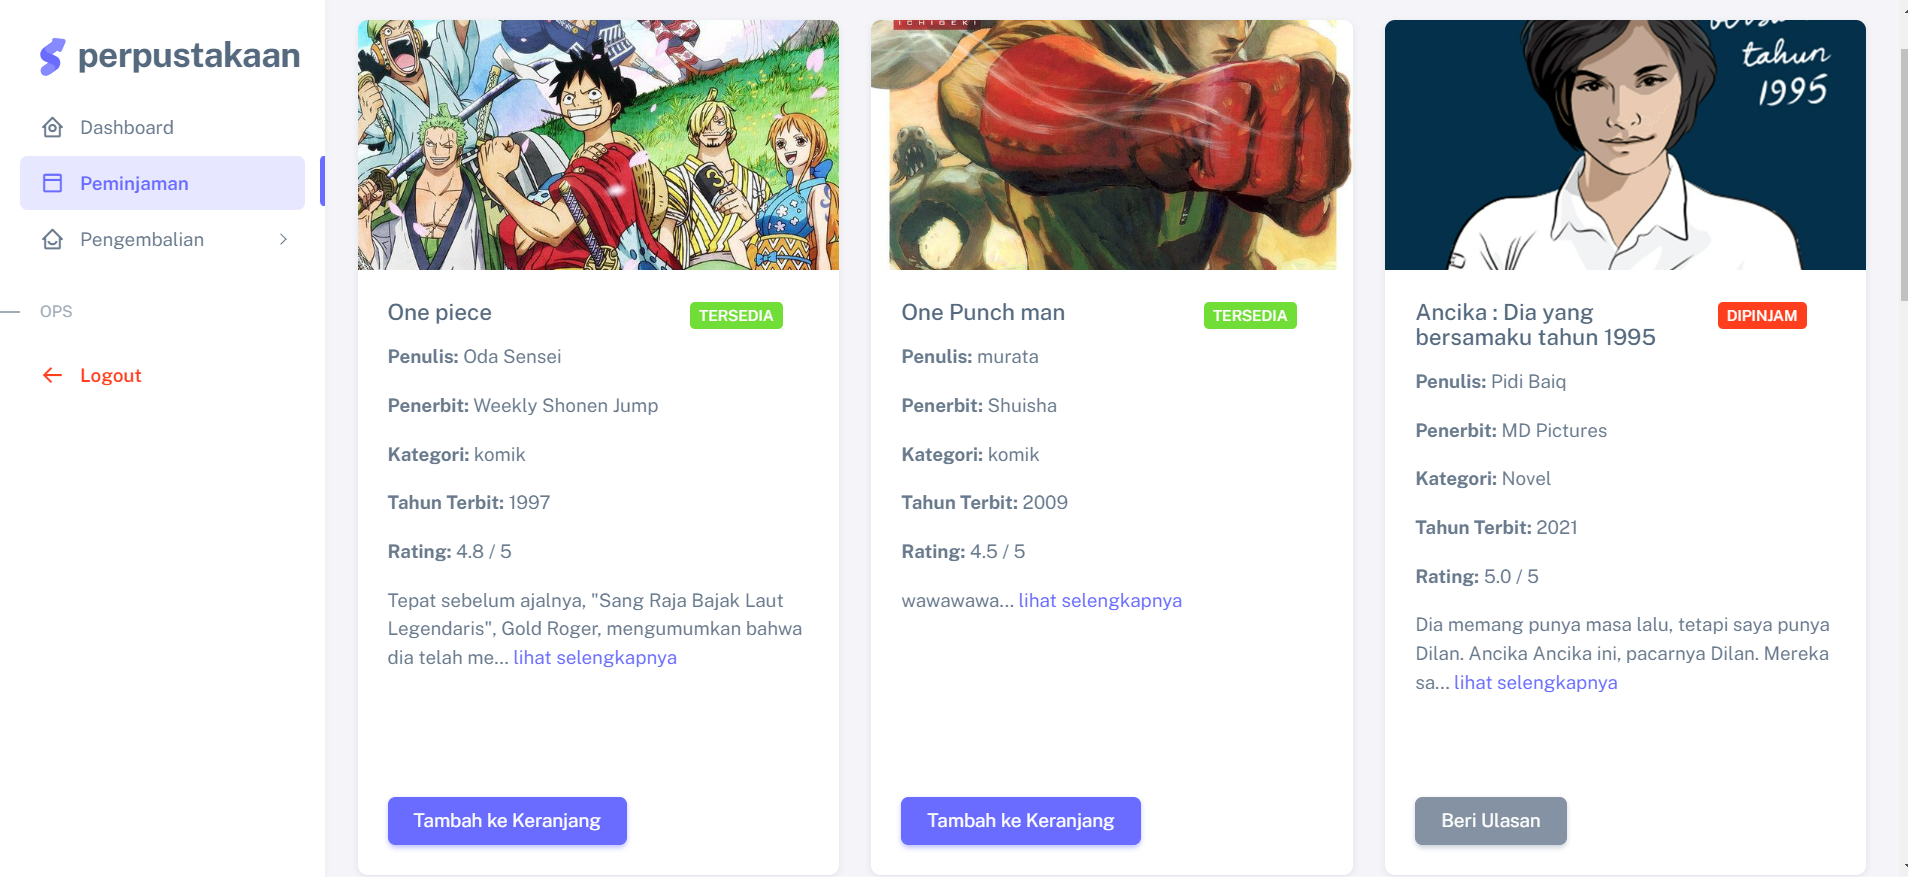 perpustakaan
Dashboard
Peminjaman
Pengembalian
OPS
Logout
One piece
TERSEDIA
Penulis: Oda Sensei
Penerbit: Weekly Shonen Jump
Kategori: komik
Tahun Terbit: 1997
Rating: 4.8 / 5
Tepat sebelum ajalnya, "Sang Raja Bajak Laut
Legendaris", Gold Roger, mengumumkan bahwa
dia telah me... lihat selengkapnya
Tambah ke Keranjang
ICHIGEKI
One Punch man
TERSEDIA
Penulis: murata
Penerbit: Shuisha
Kategori: komik
Tahun Terbit: 2009
Rating: 4.5 / 5
wawawawa... lihat selengkapnya
Tambah ke Keranjang
tahun
1995
Ancika : Dia yang
bersamaku tahun 1995
DIPINJAM
Penulis: Pidi Baiq
Penerbit: MD Pictures
Kategori: Novel
Tahun Terbit: 2021
Rating: 5.0 / 5
Dia memang punya masa lalu, tetapi saya punya
Dilan. Ancika Ancika ini, pacarnya Dilan. Mereka
sa... lihat selengkapnya
Beri Ulasan